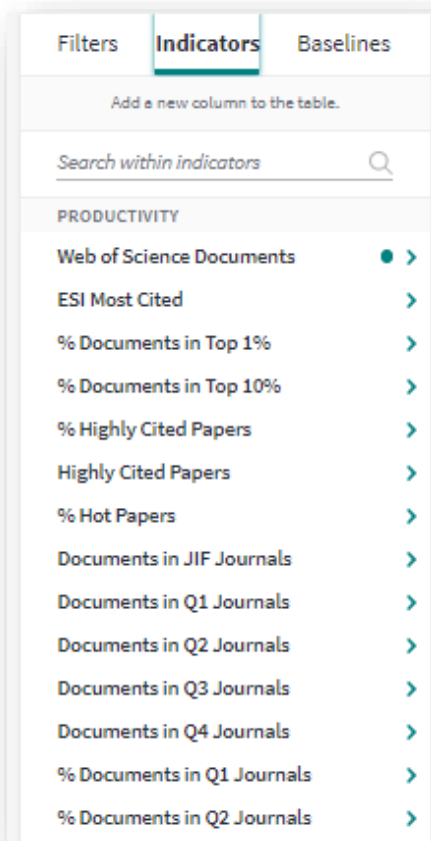 Filters Indicators Baselines
Add a new column to the table.
Search within indicators
PRODUCTIVITY
Web of Science Documents
ESI Most Cited
% Documents in Top 1%
% Documents in Top 10%
% Highly Cited Papers
Highly Cited Papers
% Hot Papers
Documents in JIF Journals
Documents in Q1 Journals
Documents in Q2 Journals
Documents in Q3 Journals
Documents in Q4 Journals
% Documents in Q1 Journals
% Documents in Q2 Journals